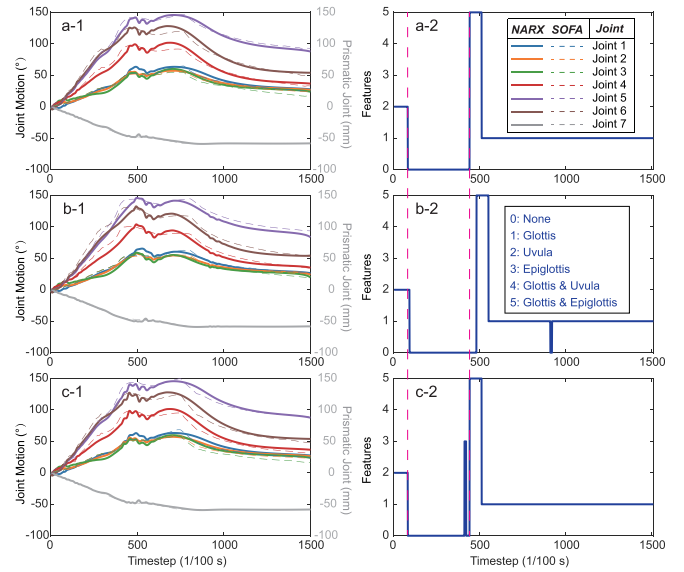 a-1
150
100
50
0
-50
-100
Joint Motion (°)
150
100
50
0
-50
-100
Prismatic Joint (mm)
a-2
5
4
3
2
1
0
Features
0
500
1000
1500
NARX SOFA Joint
Joint 1
Joint 2
Joint 3
Joint 4
Joint 5
Joint 6
Joint 7
b-1
150
100
50
0
-50
-100
Joint Motion (°)
150
100
50
0
-50
-100
Prismatic Joint (mm)
b-2
5
4
3
2
1
0
Features
0
500
1000
1500
0: None
1: Glottis
2: Uvula
3: Epiglottis
4: Glottis & Uvula
5: Glottis & Epiglottis
0
500
1000
1500
c-1
150
100
50
0
-50
-100
Joint Motion (°)
150
100
50
0
-50
-100
Prismatic Joint (mm)
0
500
1000
1500
Timestep (1/100 s)
c-2
5
4
3
2
1
0
Features
0
500
1000
1500
Timestep (1/100 s)